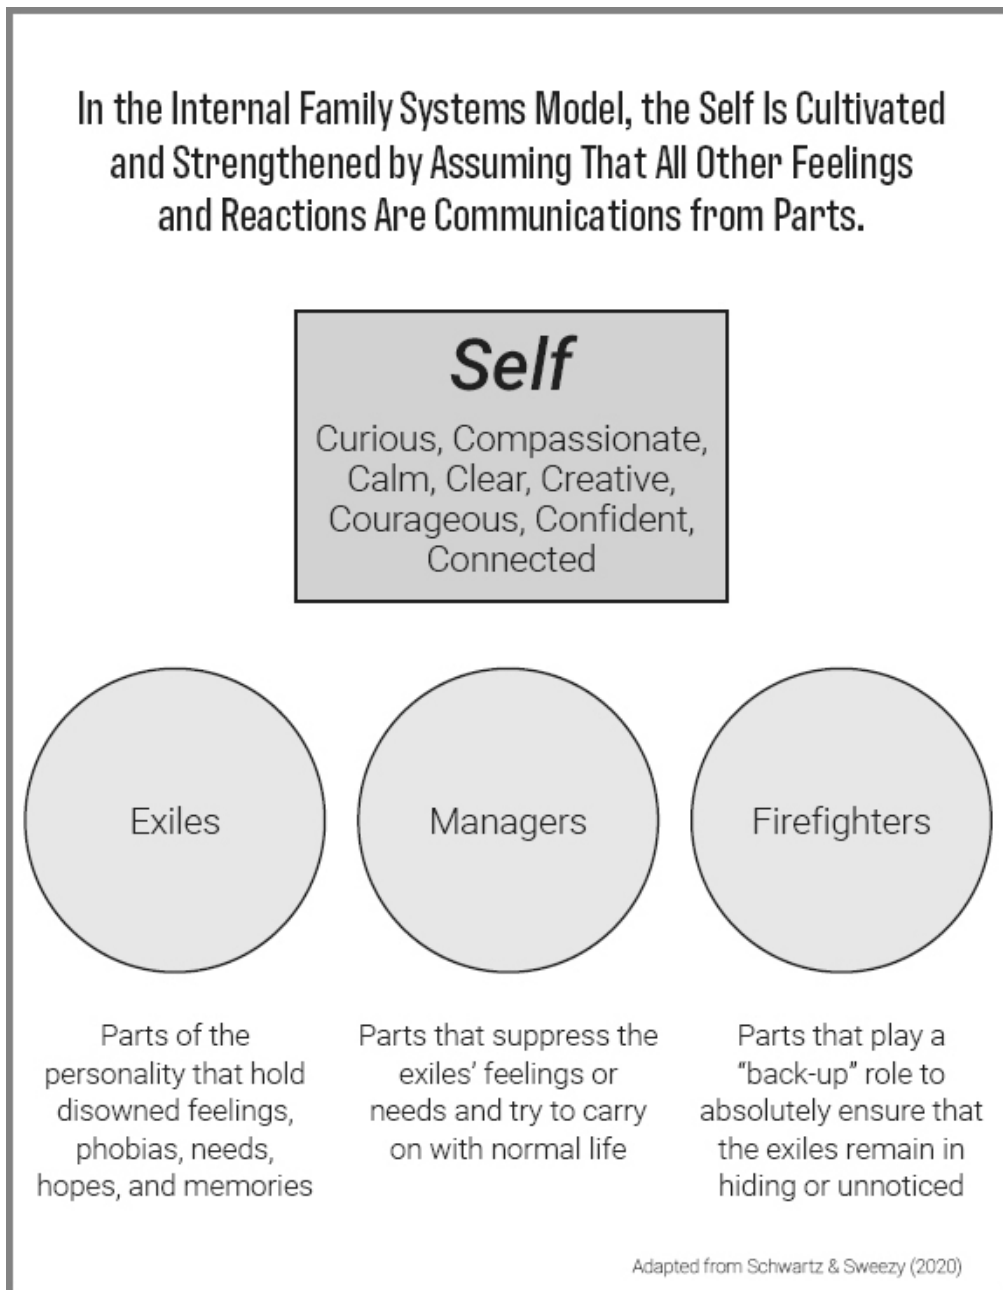 In the Internal Family Systems Model, the Self Is Cultivated
and Strengthened by Assuming That All Other Feelings
and Reactions Are Communications from Parts.
Self
Curious, Compassionate,
Calm, Clear, Creative,
Courageous, Confident,
Connected
Exiles
Managers
Firefighters
Parts of the
personality that hold
disowned feelings,
phobias, needs,
hopes, and memories
Parts that suppress the
exiles’ feelings or
needs and try to carry
on with normal life
Parts that play a
“back-up” role to
absolutely ensure that
the exiles remain in
hiding or unnoticed
Adapted from Schwartz & Sweezy (2020)